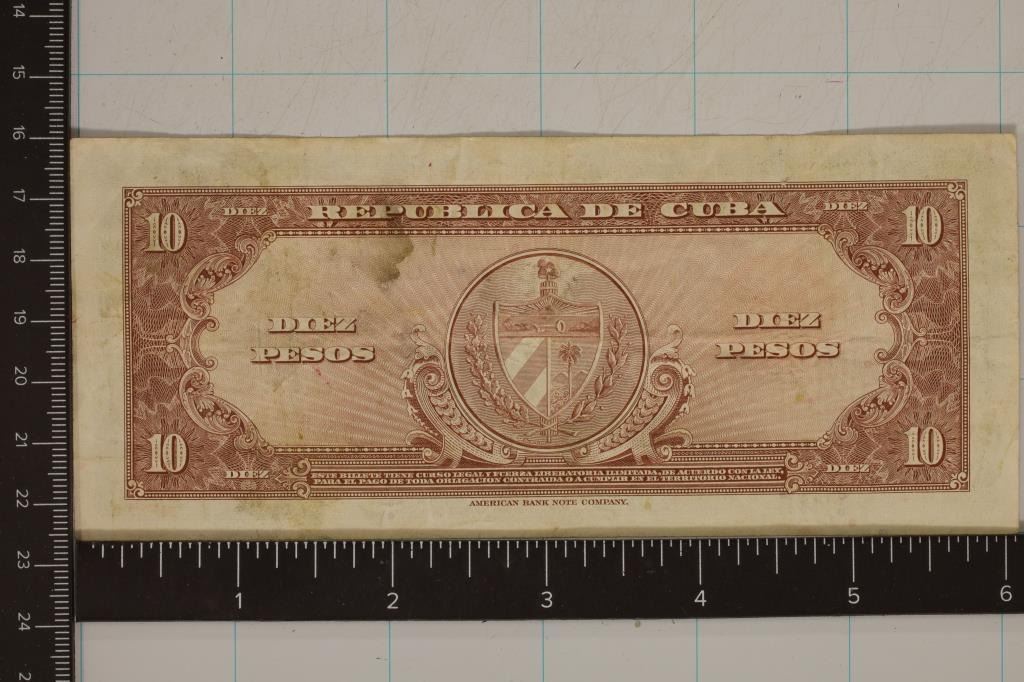 14
15
16
17
18
19
20
21
22
23
24
10 DIEZ REPUBLICA DE CUBA DIEZ 10
DIEZ PESOS
DIEZ PESOS
10 DIEZ DIEZ 10
ESTE BILLETE TIENE CURSO LEGAL Y FUERZA LIBERATORIA ILIMITADA, DE ACUERDO CON LA LEY,
PARA EL PAGO DE TODA OBLIGACION CONTRAIDA O A CUMPLIR EN EL TERRITORIO NACIONAL.
AMERICAN BANK NOTE COMPANY.
1 2 3 4 5 6